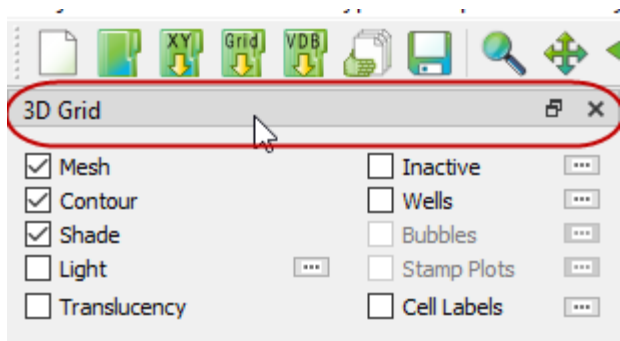 XY Grid VDB
3D Grid
Mesh Inactive
Contour Wells
Shade Bubbles
Light Stamp Plots
Translucency Cell Labels